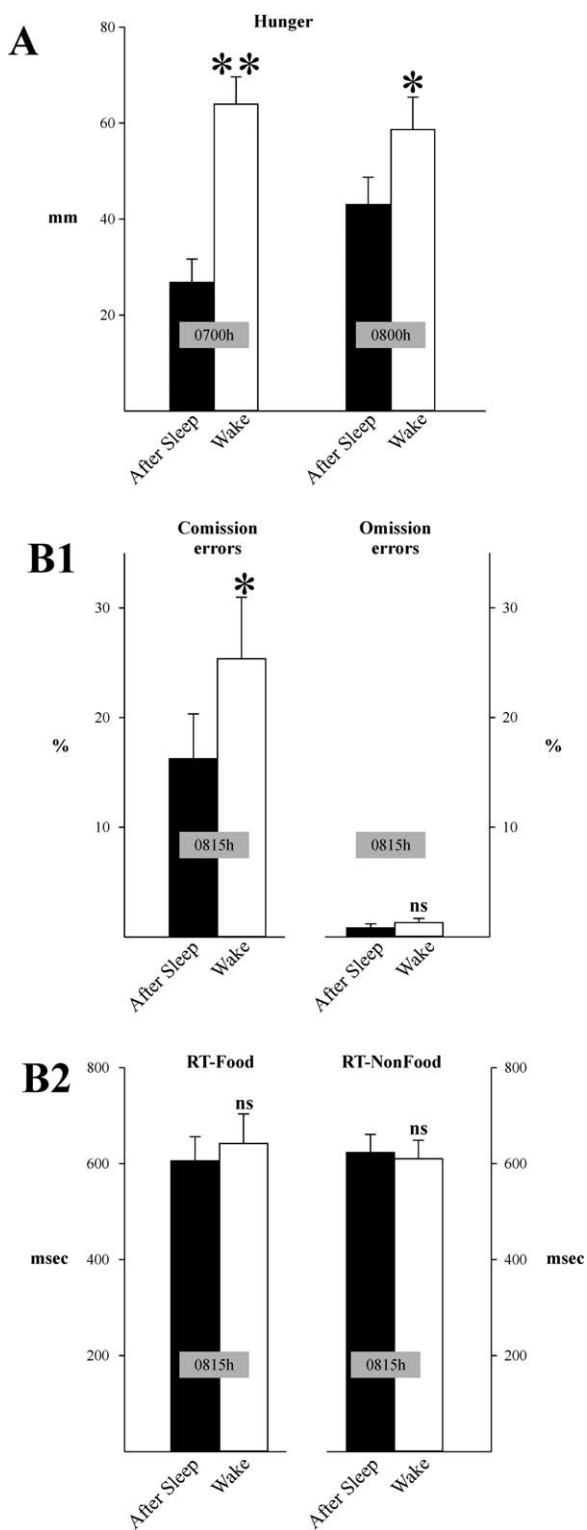 A
Hunger
80
60
mm
40
20
**
*
0700h
0800h
After Sleep
Wake
After Sleep
Wake
B1
Comission
errors
Omission
errors
30
20
%
10
*
0815h
0815h
ns
30
20
%
10
After Sleep
Wake
After Sleep
Wake
B2
RT-Food
RT-NonFood
800
600
msec
400
200
ns
ns
0815h
0815h
800
600
400
msec
200
After Sleep
Wake
After Sleep
Wake